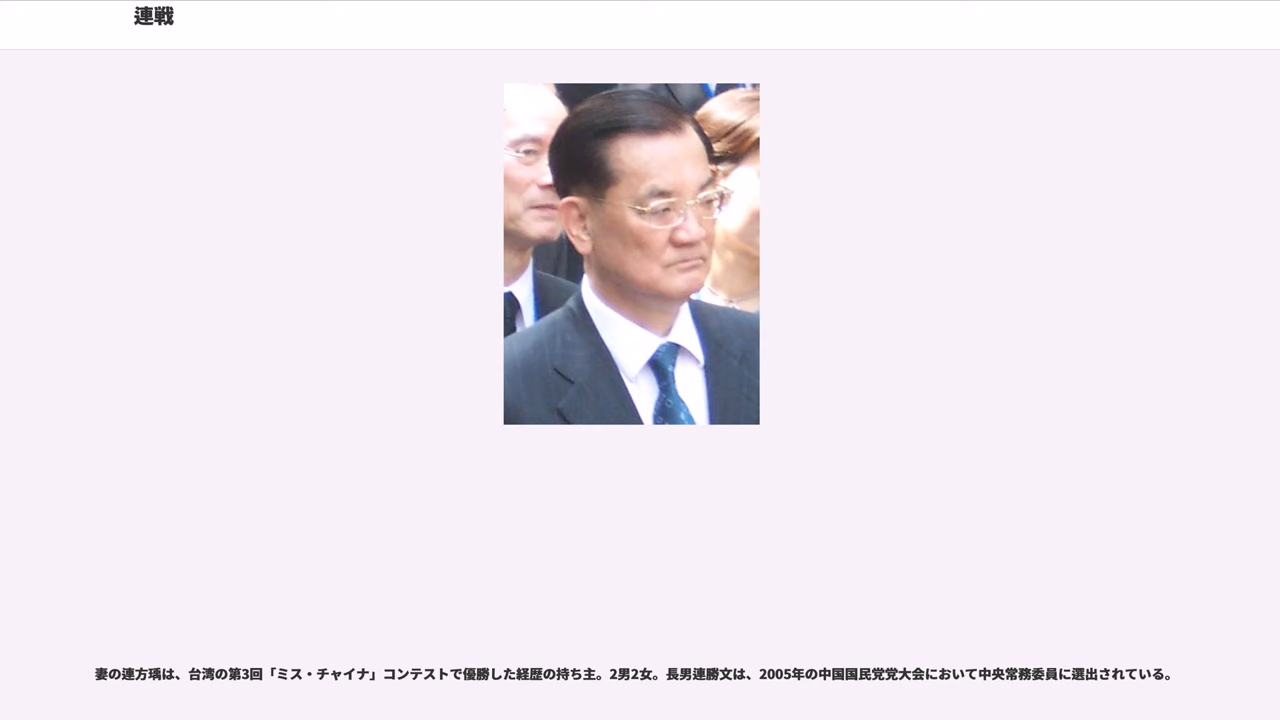 連戦
妻の連方瑀は、台湾の第3回「ミス・チャイナ」コンテストで優勝した経歴の持ち主。2男2女。長男連勝文は、2005年の中国国民党党大会において中央常務委員に選出されている。